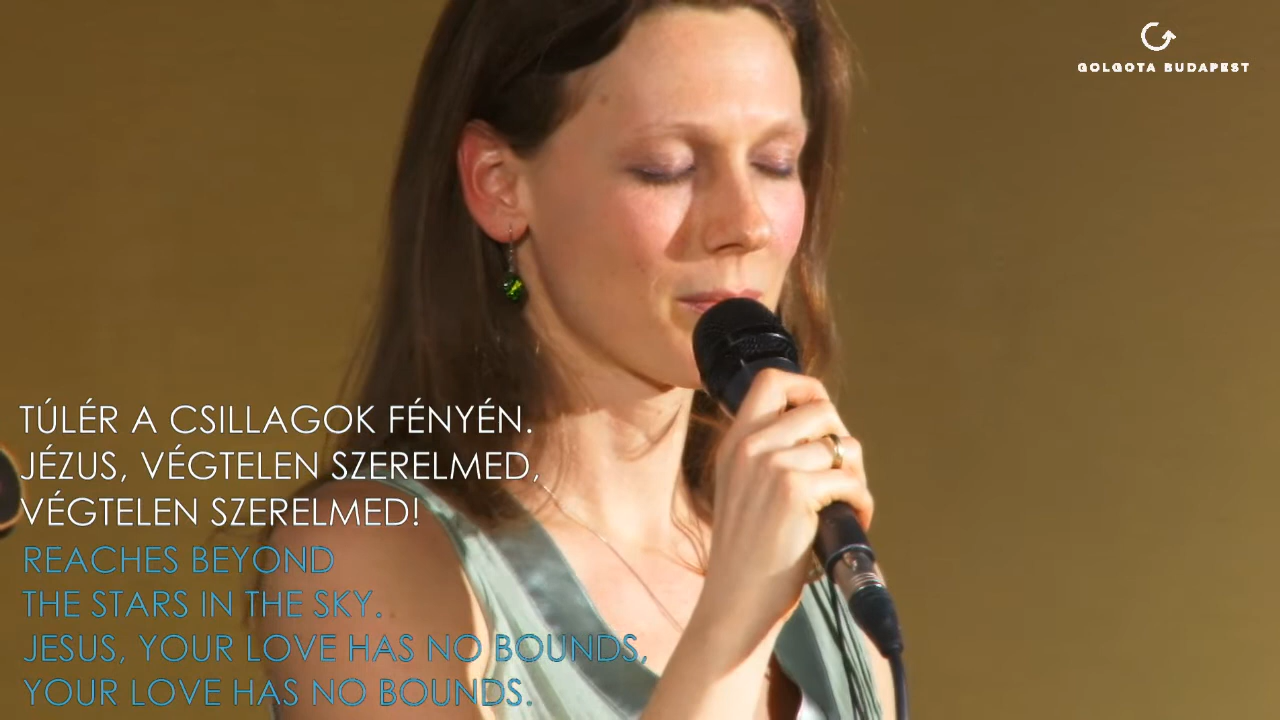 GOLGOTA BUDAPEST
TÚLÉR A CSILLAGOK FÉNYÉN.
JÉZUS, VÉGTELEN SZERELMED,
VÉGTELEN SZERELMED!
REACHES BEYOND
THE STARS IN THE SKY.
JESUS, YOUR LOVE HAS NO BOUNDS,
YOUR LOVE HAS NO BOUNDS.